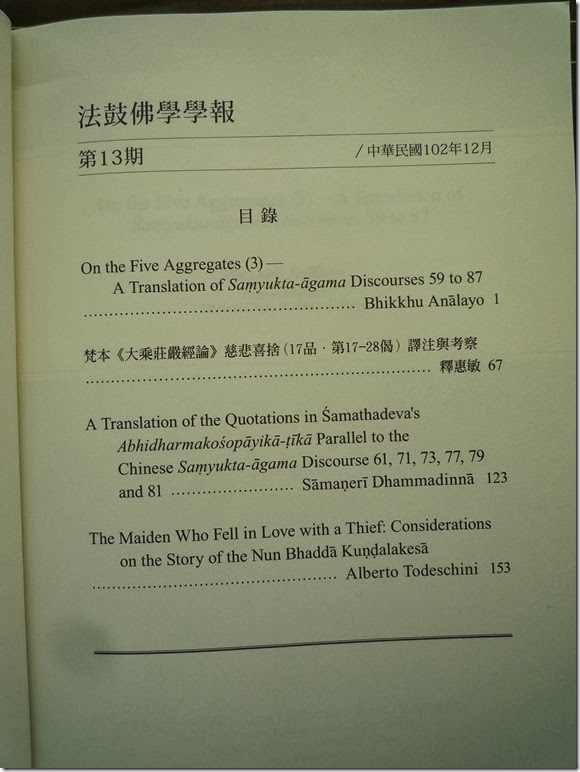 法鼓佛學學報
第13期 /中華民國102年12月
目錄
On the Five Aggregates (3) —
A Translation of Saṃyukta-āgama Discourses 59 to 87
........................................................ Bhikkhu Anālayo 1
梵本《大乘莊嚴經論》慈悲喜捨(17品‧第17-28偈)譯注與考察
........................................................................ 釋惠敏 67
A Translation of the Quotations in Śamathadeva's
Abhidharmakośopāyikā-ṭīkā Parallel to the
Chinese Saṃyukta-āgama Discourse 61, 71, 73, 77, 79
and 81 ......................... Sāmaṇerī Dhammadinnā 123
The Maiden Who Fell in Love with a Thief: Considerations
on the Story of the Nun Bhaddā Kuṇḍalakesā
.................................................. Alberto Todeschini 153